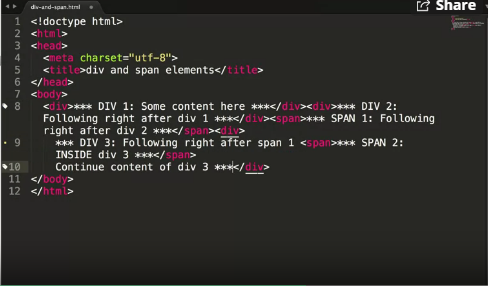 div-and-span.html
Share
1 <!doctype html>
2 <html>
3 <head>
4 <meta charset="utf-8">
5 <title>div and span elements</title>
6 </head>
7 <body>
8 <div>*** DIV 1: Some content here ***</div><div>*** DIV 2:
Following right after div 1 ***</div><span>*** SPAN 1: Following
right after div 2 ***</span><div>
9 *** DIV 3: Following right after span 1 <span>*** SPAN 2:
INSIDE div 3 ***</span>
10 Continue content of div 3 ***</div>
11 </body>
12 </html>